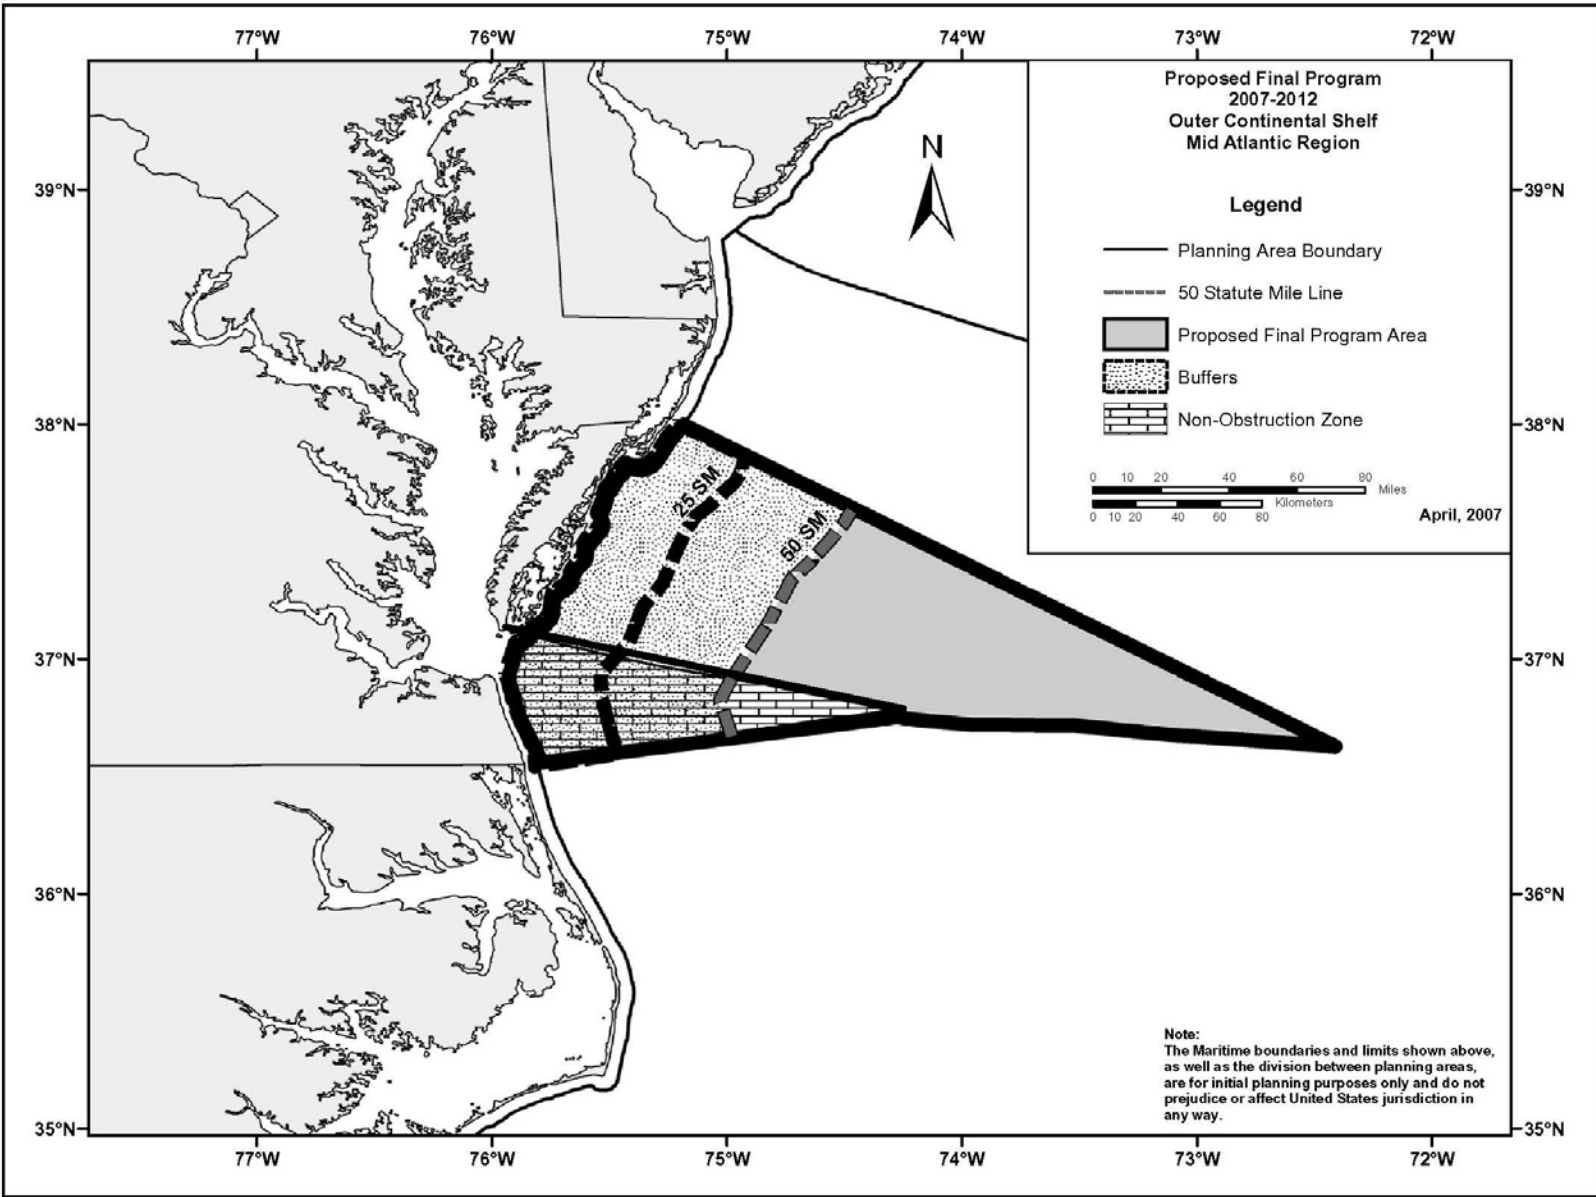 77°W 76°W 75°W 74°W 73°W 72°W
Proposed Final Program
2007-2012
Outer Continental Shelf
Mid Atlantic Region
N
39°N 39°N
Legend
Planning Area Boundary
50 Statute Mile Line
Proposed Final Program Area
Buffers
Non-Obstruction Zone
38°N 38°N
0 10 20 40 60 80
Miles
Kilometers
0 10 20 40 60 80
April, 2007
25 SM
50 SM
37°N 37°N
36°N 36°N
Note:
The Maritime boundaries and limits shown above,
as well as the division between planning areas,
are for initial planning purposes only and do not
prejudice or affect United States jurisdiction in
any way.
35°N 35°N
77°W 76°W 75°W 74°W 73°W 72°W